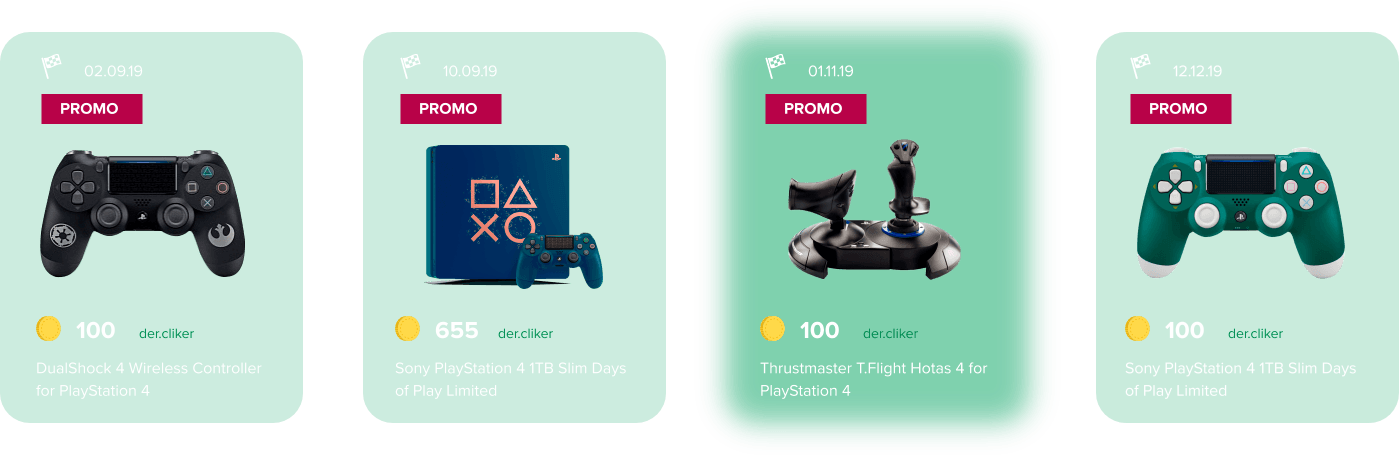 02.09.19
PROMO
100 der.cliker
DualShock 4 Wireless Controller
for PlayStation 4
10.09.19
PROMO
655 der.cliker
Sony PlayStation 4 1TB Slim Days
of Play Limited
01.11.19
PROMO
100 der.cliker
Thrustmaster T.Flight Hotas 4 for
PlayStation 4
12.12.19
PROMO
100 der.cliker
Sony PlayStation 4 1TB Slim Days
of Play Limited